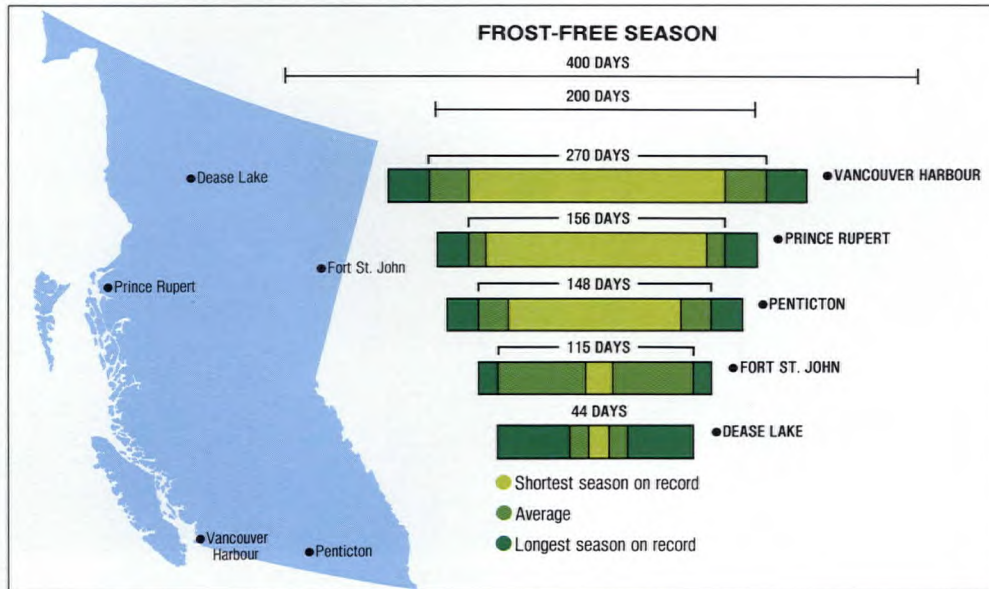 FROST-FREE SEASON
400 DAYS
200 DAYS
270 DAYS
VANCOUVER HARBOUR
156 DAYS
PRINCE RUPERT
148 DAYS
PENTICTON
115 DAYS
FORT ST. JOHN
44 DAYS
DEASE LAKE
Shortest season on record
Average
Longest season on record
Dease Lake
Fort St. John
Prince Rupert
Vancouver
Harbour
Penticton